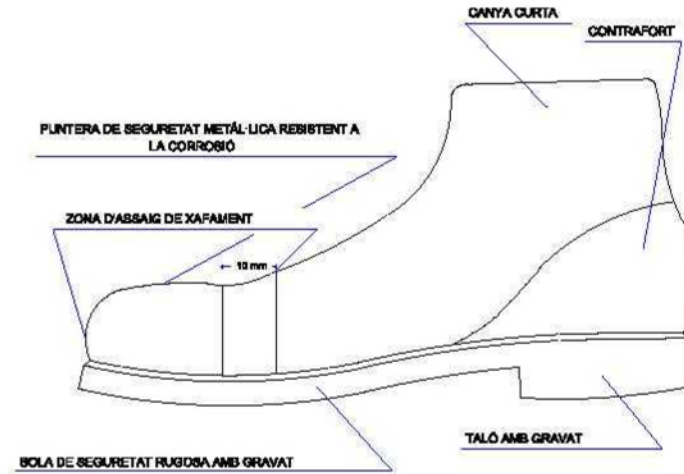 CANYA CURTA
CONTRAFORT
PUNTERA DE SEGURETAT METÀL·LICA RESISTENT A
LA CORROSIÓ
ZONA D'ASSAIG DE XAFAMENT
10 mm
SOLA DE SEGURETAT RUGOSA AMB GRAVAT
TALÓ AMB GRAVAT